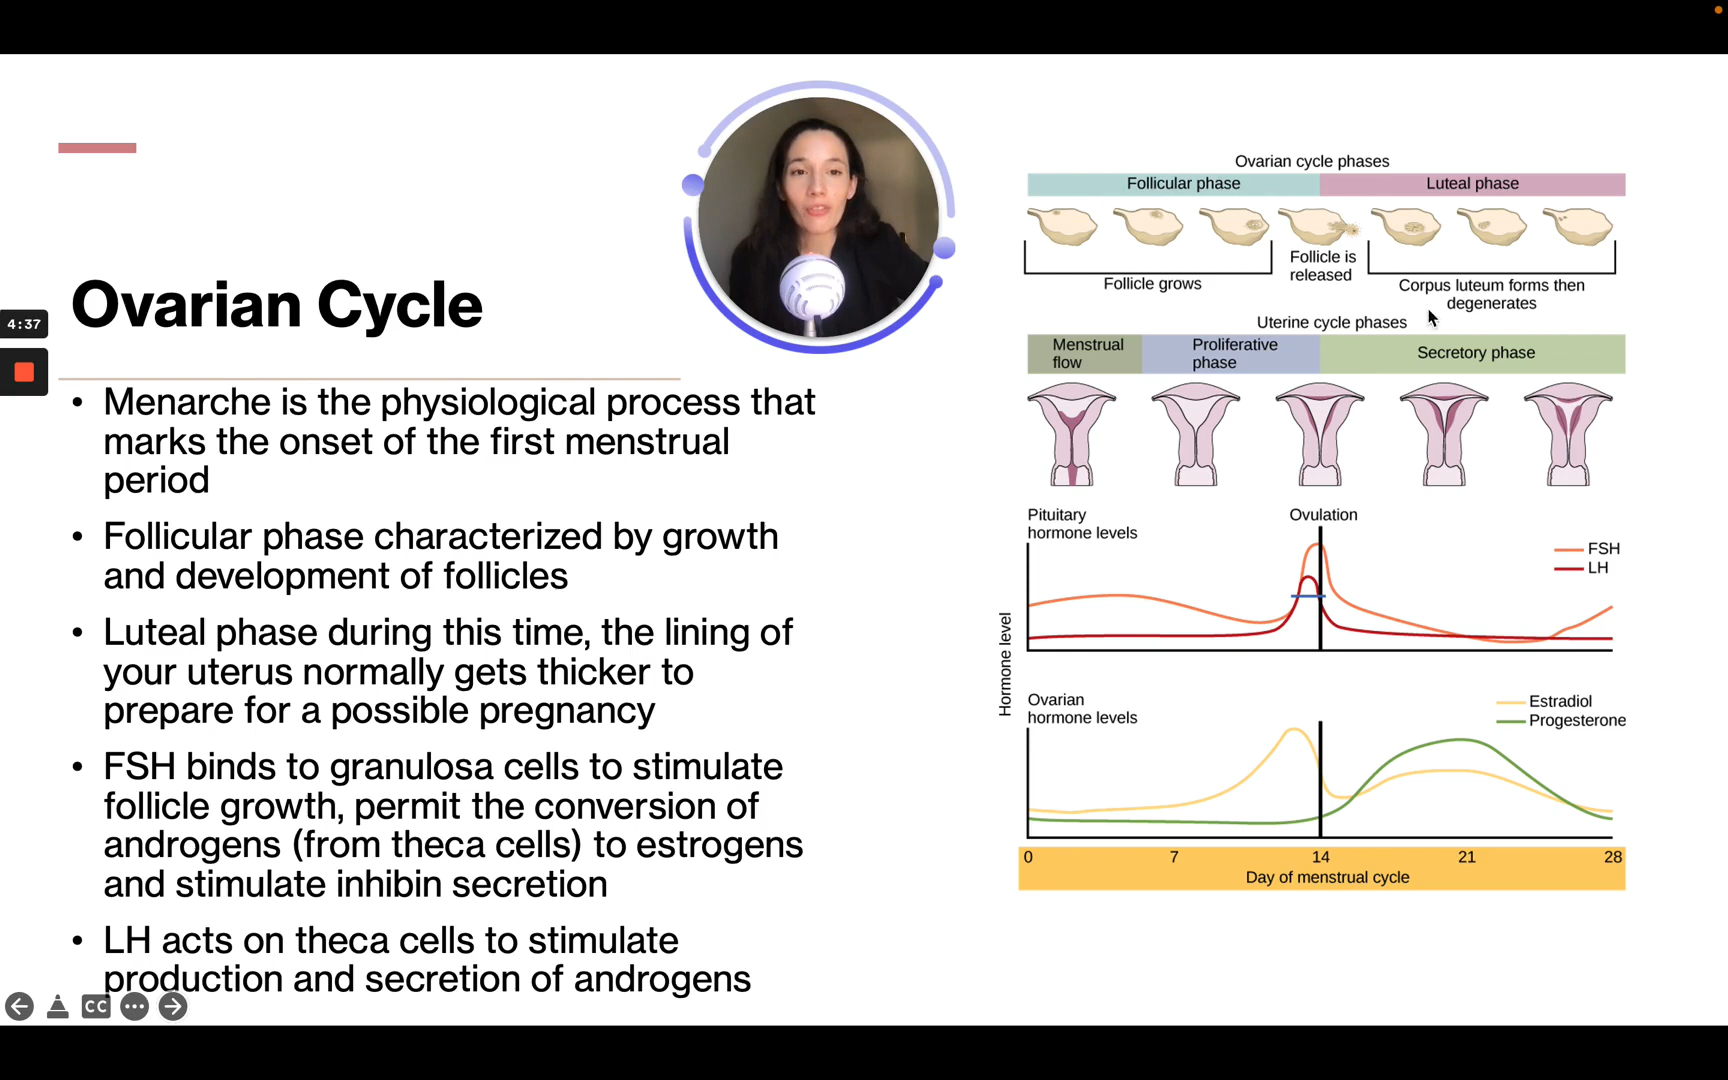 4:37
Ovarian Cycle
• Menarche is the physiological process that
marks the onset of the first menstrual
period
• Follicular phase characterized by growth
and development of follicles
• Luteal phase during this time, the lining of
your uterus normally gets thicker to
prepare for a possible pregnancy
• FSH binds to granulosa cells to stimulate
follicle growth, permit the conversion of
androgens (from theca cells) to estrogens
and stimulate inhibin secretion
• LH acts on theca cells to stimulate
production and secretion of androgens
CC
Ovarian cycle phases
Follicular phase
Luteal phase
Follicle grows
Follicle is
released
Corpus luteum forms then
degenerates
Uterine cycle phases
Menstrual
flow
Proliferative
phase
Secretory phase
Pituitary
hormone levels
Ovulation
FSH
LH
Hormone level
Ovarian
hormone levels
Estradiol
Progesterone
0 7 14 21 28
Day of menstrual cycle